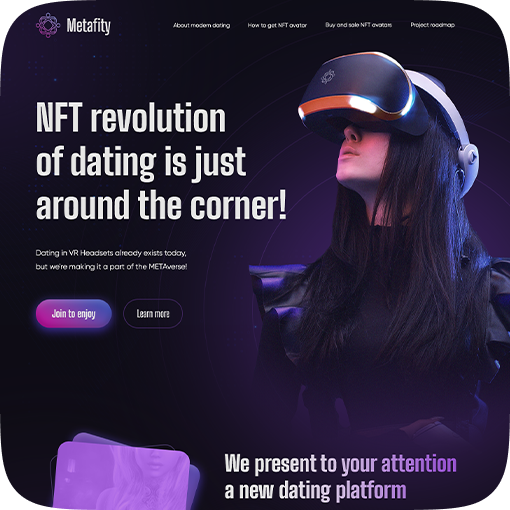 Metafity
About modern dating
How to get NFT avator
Buy and sale NFT avatars
Project roadmap
NFT revolution
of dating is just
around the corner!
Dating in VR Headsets already exists today,
but we're making it a part of the METAverse!
Join to enjoy
Learn more
We present to your attention
a new dating platform